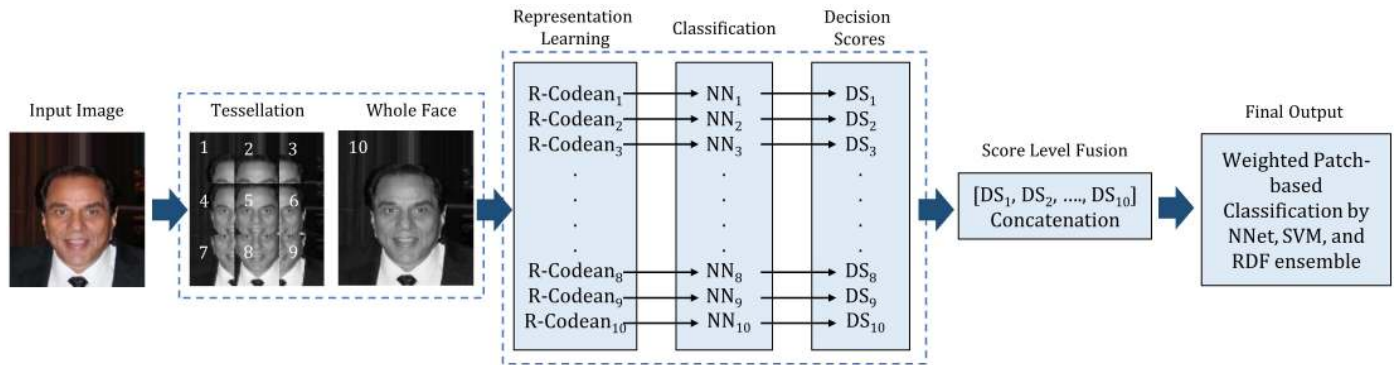 Input Image
Tessellation
1 2 3
4 5 6
7 8 9
Whole Face
10
Representation
Learning
R-Codean₁
R-Codean₂
R-Codean₃
.
.
.
.
R-Codean₈
R-Codean₉
R-Codean₁₀
Classification
NN₁
NN₂
NN₃
.
.
.
.
NN₈
NN₉
NN₁₀
Decision
Scores
DS₁
DS₂
DS₃
.
.
.
.
DS₈
DS₉
DS₁₀
Score Level Fusion
[DS₁, DS₂, ...., DS₁₀]
Concatenation
Final Output
Weighted Patch-
based
Classification by
NNet, SVM, and
RDF ensemble